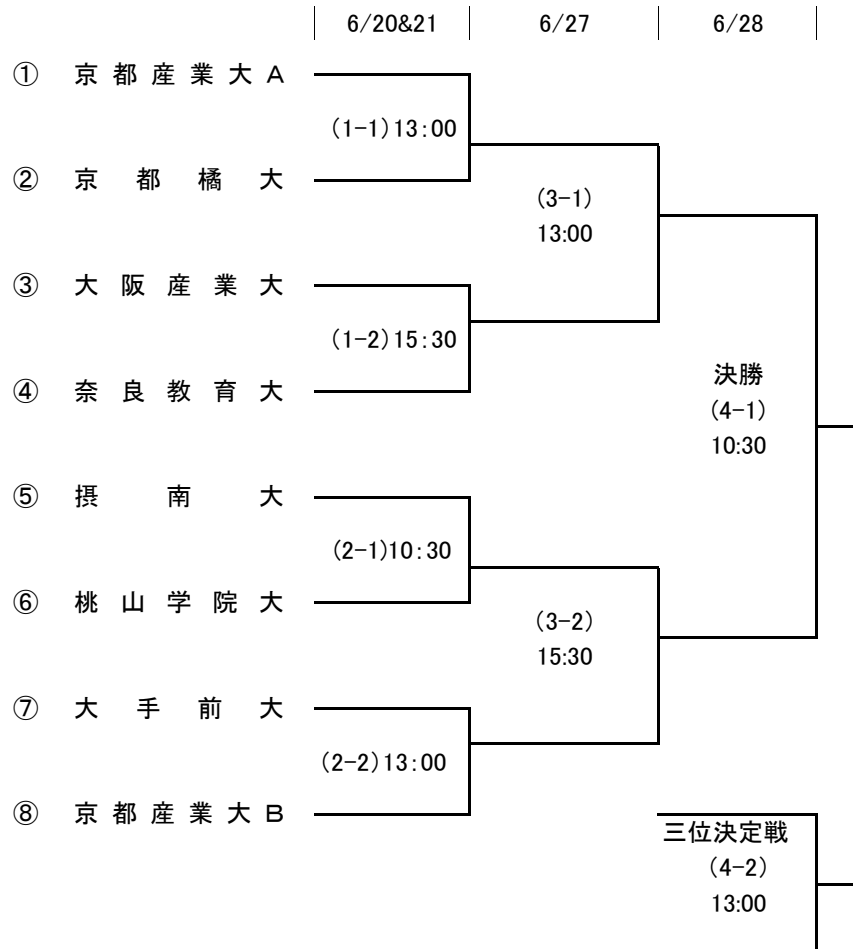 6/20&21 6/27 6/28
① 京都産業大A
(1-1)13:00
② 京都橘大
(3-1)
13:00
③ 大阪産業大
(1-2)15:30
④ 奈良教育大
決勝
(4-1)
10:30
⑤ 摂南大
(2-1)10:30
⑥ 桃山学院大
(3-2)
15:30
⑦ 大手前大
(2-2)13:00
⑧ 京都産業大B
三位決定戦
(4-2)
13:00